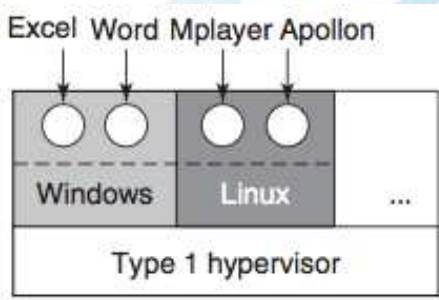 Excel Word Mplayer Apollon
Windows Linux ...
Type 1 hypervisor